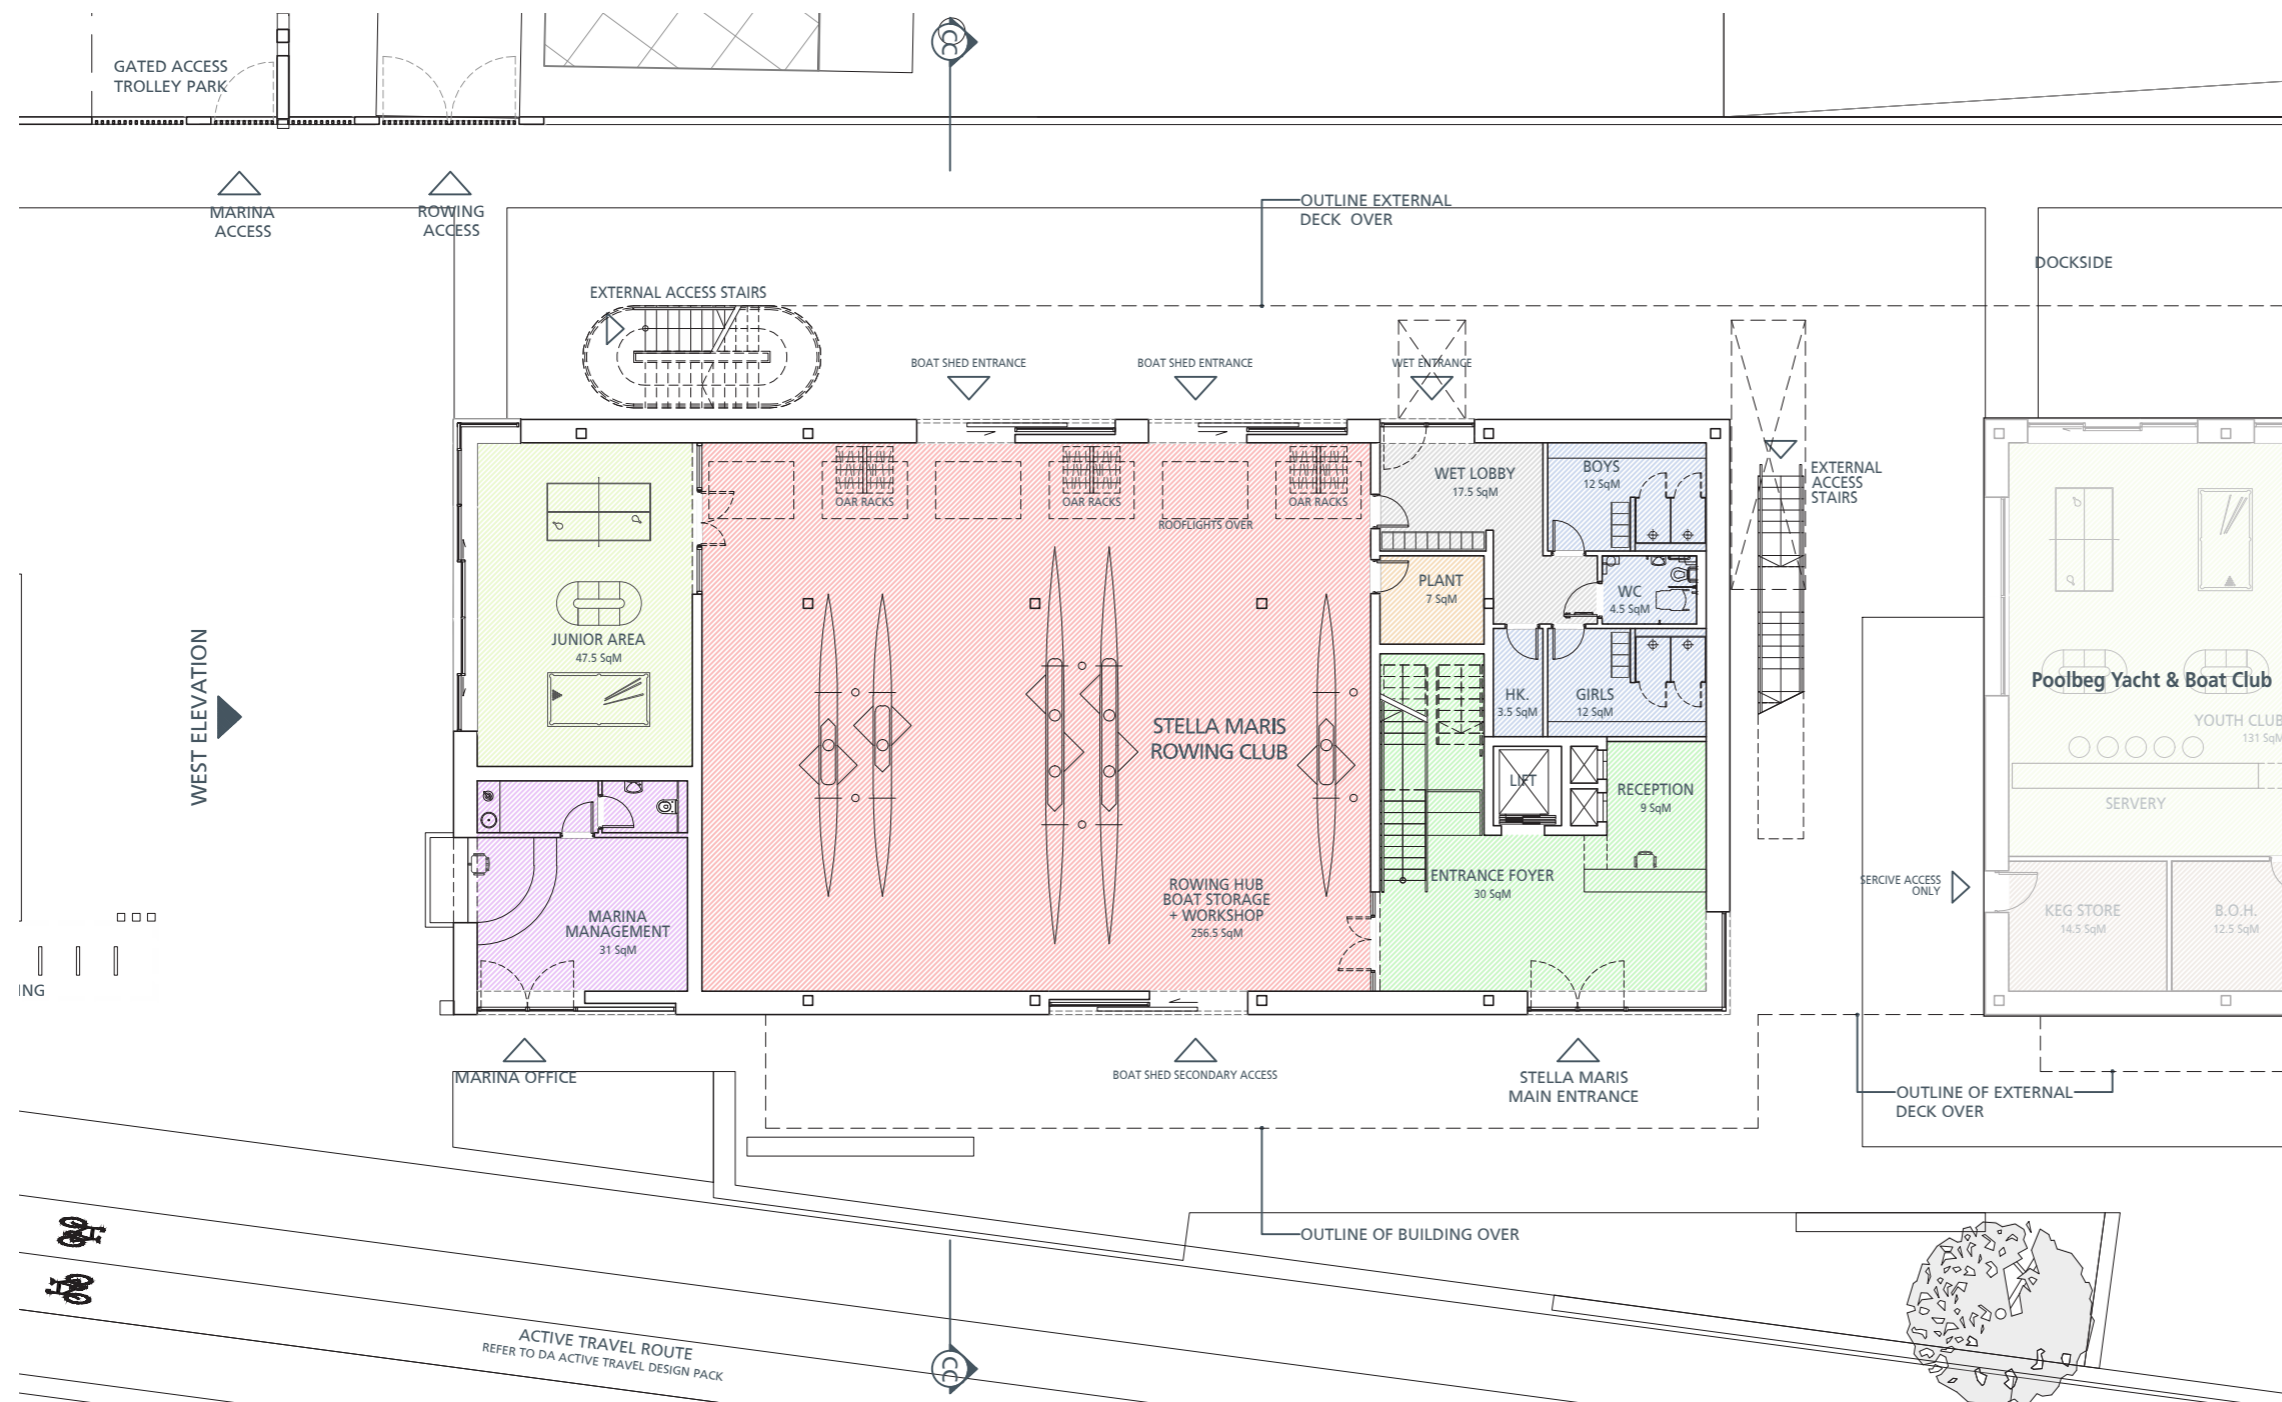 GATED ACCESS
TROLLEY PARK
MARINA
ACCESS
ROWING
ACCESS
CC
OUTLINE EXTERNAL
DECK OVER
DOCKSIDE
EXTERNAL ACCESS STAIRS
BOAT SHED ENTRANCE
BOAT SHED ENTRANCE
WET ENTRANCE
EXTERNAL
ACCESS
STAIRS
OAR RACKS
OAR RACKS
OAR RACKS
ROOFLIGHTS OVER
WET LOBBY
17.5 SqM
BOYS
12 SqM
PLANT
7 SqM
WC
4.5 SqM
JUNIOR AREA
47.5 SqM
WEST ELEVATION
STELLA MARIS
ROWING CLUB
HK.
3.5 SqM
GIRLS
12 SqM
LIFT
RECEPTION
9 SqM
Poolbeg Yacht & Boat Club
YOUTH CLUB
131 SqM
SERVERY
ENTRANCE FOYER
30 SqM
ROWING HUB
BOAT STORAGE
+ WORKSHOP
256.5 SqM
MARINA
MANAGEMENT
31 SqM
SERCIVE ACCESS
ONLY
KEG STORE
14.5 SqM
B.O.H.
12.5 SqM
ING
MARINA OFFICE
BOAT SHED SECONDARY ACCESS
STELLA MARIS
MAIN ENTRANCE
OUTLINE OF EXTERNAL
DECK OVER
OUTLINE OF BUILDING OVER
ACTIVE TRAVEL ROUTE
REFER TO DA ACTIVE TRAVEL DESIGN PACK
CC